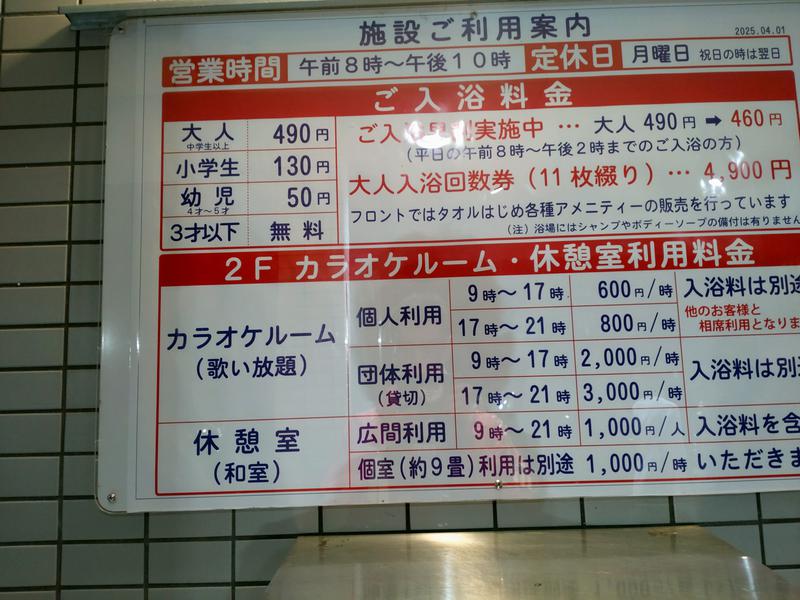 施設ご利用案内
2025.04.01
営業時間 午前8時～午後10時 定休日 月曜日 祝日の時は翌日
ご入浴料金
大人 490円
中学生以上
小学生 130円
幼児 50円
4才～5才
3才以下 無料
ご入浴早割実施中 … 大人 490円 ➡ 460円
(平日の午前8時～午後2時までのご入浴の方)
大人入浴回数券(11枚綴り)… 4,900円
フロントではタオルはじめ各種アメニティーの販売を行っています
(注)浴場にはシャンプやボディーソープの備付は有りません
2F カラオケルーム・休憩室利用料金
カラオケルーム
(歌い放題)
個人利用
9時～17時 600円/時 入浴料は別途
17時～21時 800円/時
他のお客様と
相席利用となりま
団体利用
(貸切)
9時～17時 2,000円/時 入浴料は別
17時～21時 3,000円/時
休憩室
(和室)
広間利用 9時～21時 1,000円/人 入浴料を含
個室(約9畳)利用は別途 1,000円/時 いただきま